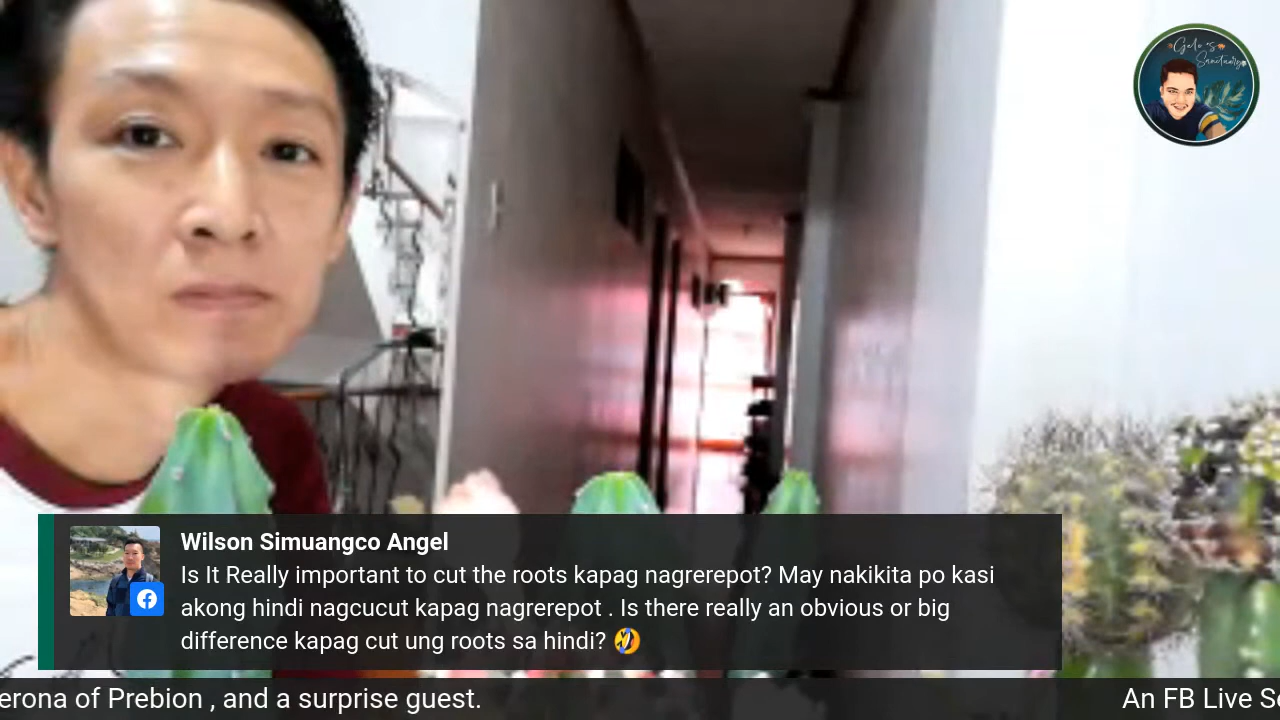 Galo's
Sanctuary
Wilson Simuangco Angel
Is It Really important to cut the roots kapag nagrerepot? May nakikita po kasi
akong hindi nagcucut kapag nagrerepot . Is there really an obvious or big
difference kapag cut ung roots sa hindi? 🤣
erona of Prebion , and a surprise guest.
An FB Live Se